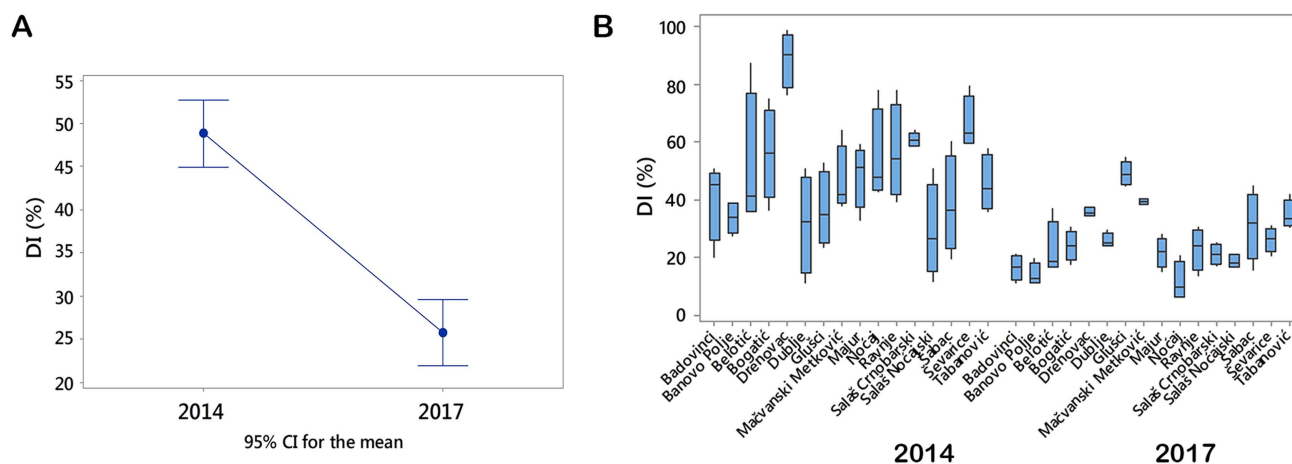 A
DI (%)
55
50
45
40
35
30
25
20
2014
2017
95% CI for the mean
B
DI (%)
100
80
60
40
20
0
Badovinci
Banovo Polje
Belotić
Bogatić
Drenovac
Dublje
Glušci
Mačvanski Metković
Majur
Noćaj
Ravnje
Salaš Crnobarski
Salaš Noćajski
Šabac
Ševarice
Tabanović
Badovinci
Banovo Polje
Belotić
Bogatić
Drenovac
Dublje
Glušci
Mačvanski Metković
Majur
Noćaj
Ravnje
Salaš Crnobarski
Salaš Noćajski
Šabac
Ševarice
Tabanović
2014
2017